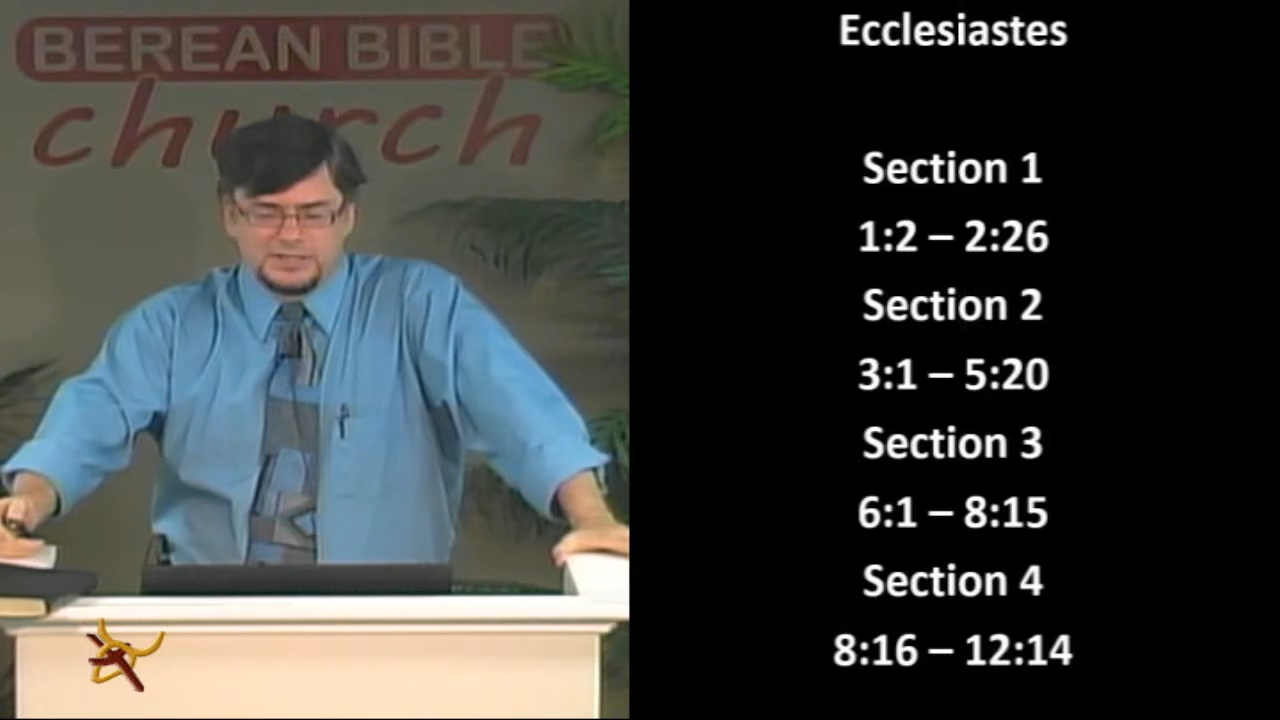 BEREAN BIBLE
church
Ecclesiastes
Section 1
1:2 – 2:26
Section 2
3:1 – 5:20
Section 3
6:1 – 8:15
Section 4
8:16 – 12:14